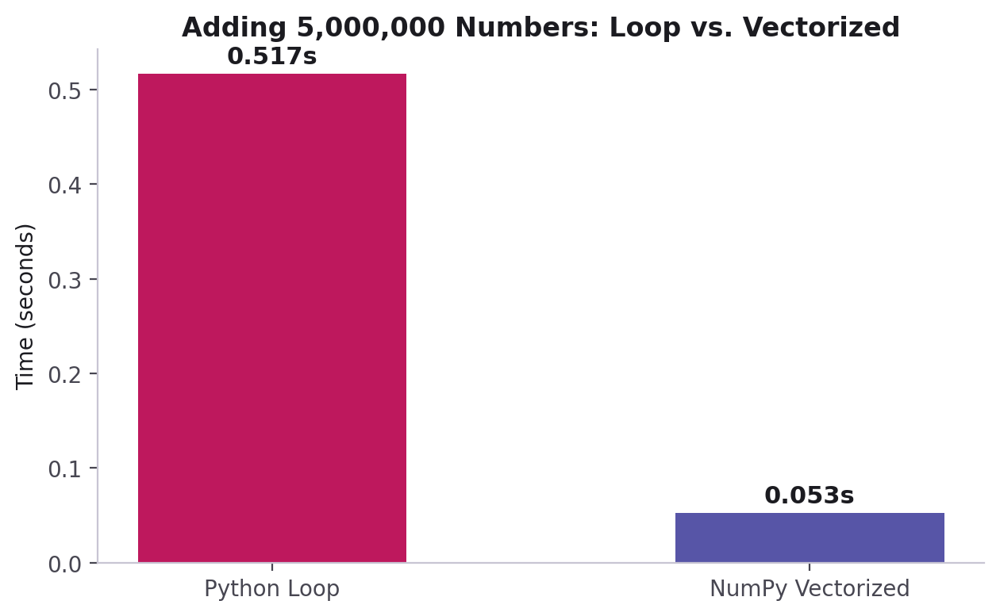 Adding 5,000,000 Numbers: Loop vs. Vectorized
0.517s
0.5
0.4
0.3
0.2
0.1
0.0
Time (seconds)
0.053s
Python Loop
NumPy Vectorized